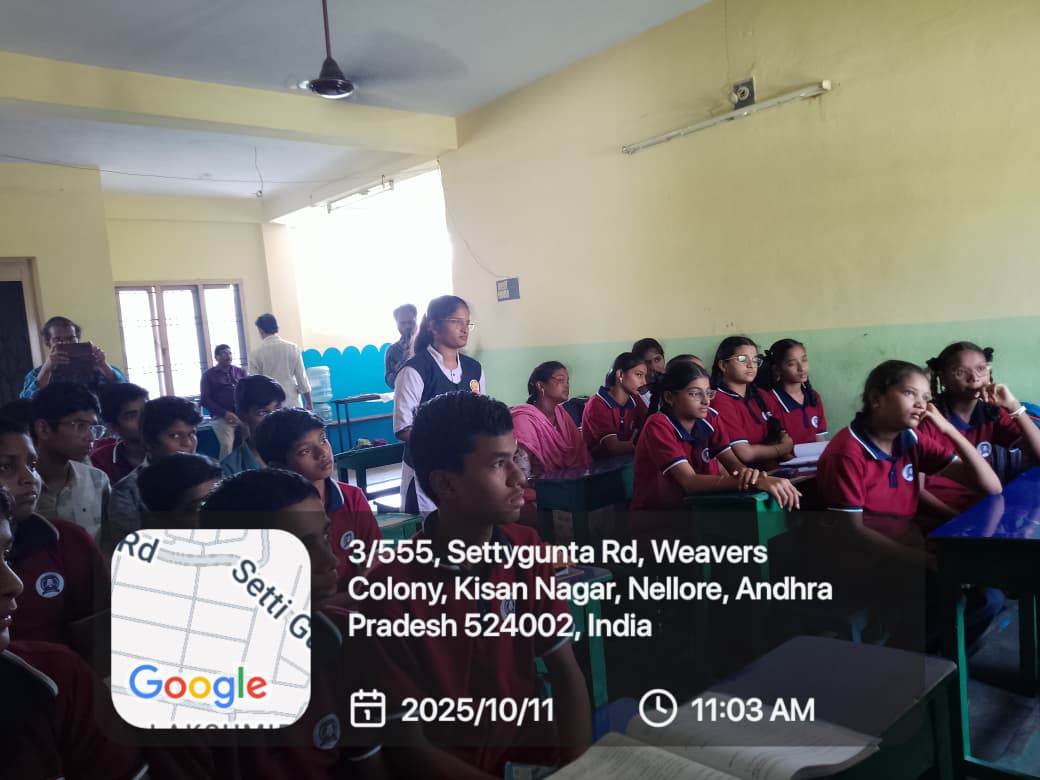 Rd
Setti G
Google
3/555, Settygunta Rd, Weavers
Colony, Kisan Nagar, Nellore, Andhra
Pradesh 524002, India
2025/10/11
11:03 AM